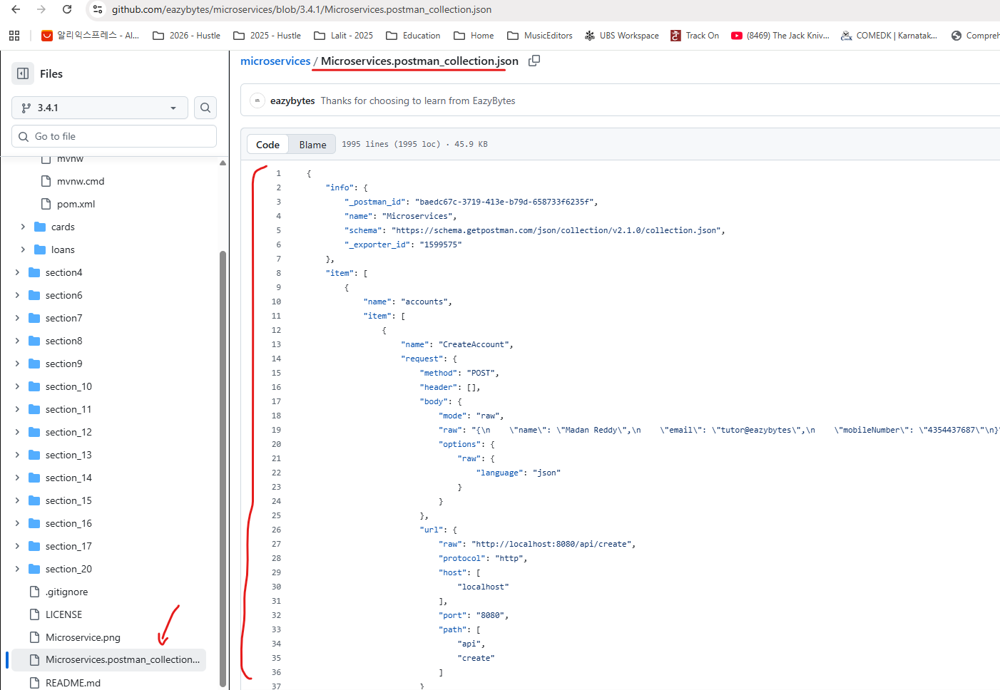 github.com/eazybytes/microservices/blob/3.4.1/Microservices.postman_collection.json
알리익스프레스 - Al...
2026 - Hustle
2025 - Hustle
Lalit - 2025
Education
Home
MusicEditors
UBS Workspace
Track On
(8469) The Jack Kniv...
COMEDK | Karnatak...
Compreh
Files
3.4.1
Go to file
mvnw
mvnw.cmd
pom.xml
cards
loans
section4
section6
section7
section8
section9
section_10
section_11
section_12
section_13
section_14
section_15
section_16
section_17
section_20
.gitignore
LICENSE
Microservice.png
Microservices.postman_collection...
README.md
microservices / Microservices.postman_collection.json
eazybytes Thanks for choosing to learn from EazyBytes
Code Blame 1995 lines (1995 loc) · 45.9 KB
1 {
2 "info": {
3 "_postman_id": "baedc67c-3719-413e-b79d-658733f6235f",
4 "name": "Microservices",
5 "schema": "https://schema.getpostman.com/json/collection/v2.1.0/collection.json",
6 "_exporter_id": "1599575"
7 },
8 "item": [
9 {
10 "name": "accounts",
11 "item": [
12 {
13 "name": "CreateAccount",
14 "request": {
15 "method": "POST",
16 "header": [],
17 "body": {
18 "mode": "raw",
19 "raw": "{\n    \"name\": \"Madan Reddy\",\n    \"email\": \"tutor@eazybytes\",\n    \"mobileNumber\": \"4354437687\"\n}"
20 "options": {
21 "raw": {
22 "language": "json"
23 }
24 }
25 },
26 "url": {
27 "raw": "http://localhost:8080/api/create",
28 "protocol": "http",
29 "host": [
30 "localhost"
31 ],
32 "port": "8080",
33 "path": [
34 "api",
35 "create"
36 ]
37 }